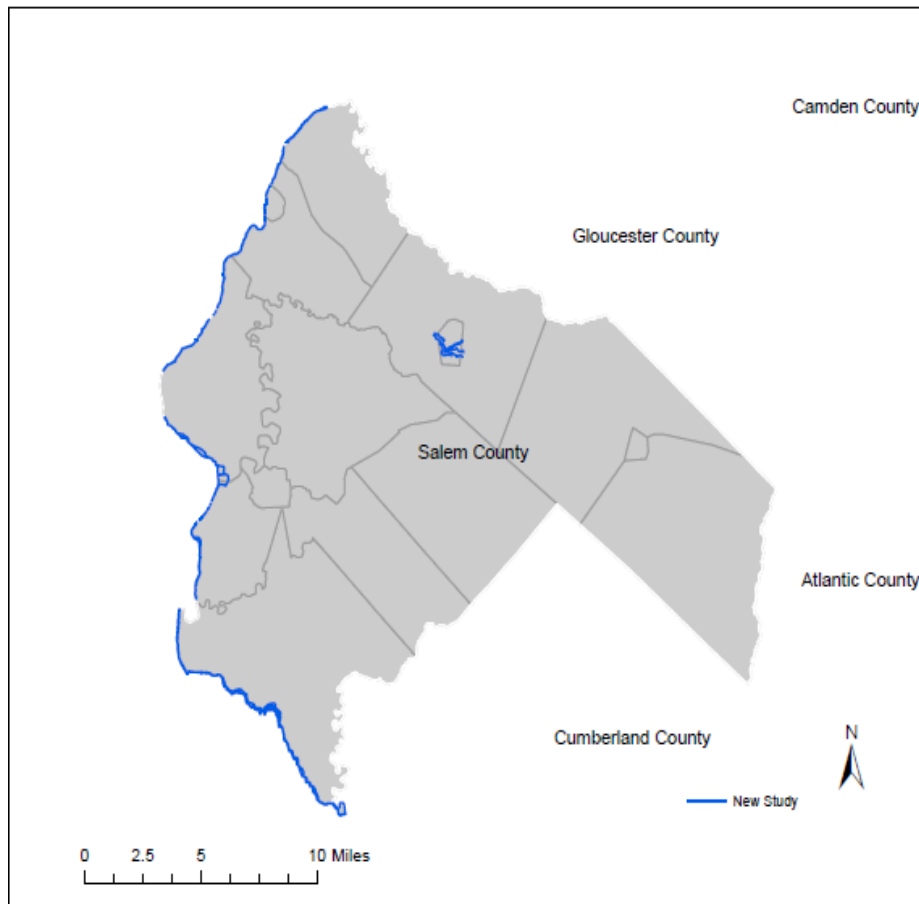 Camden County
Gloucester County
Salem County
Atlantic County
Cumberland County
N
New Study
0 2.5 5 10 Miles